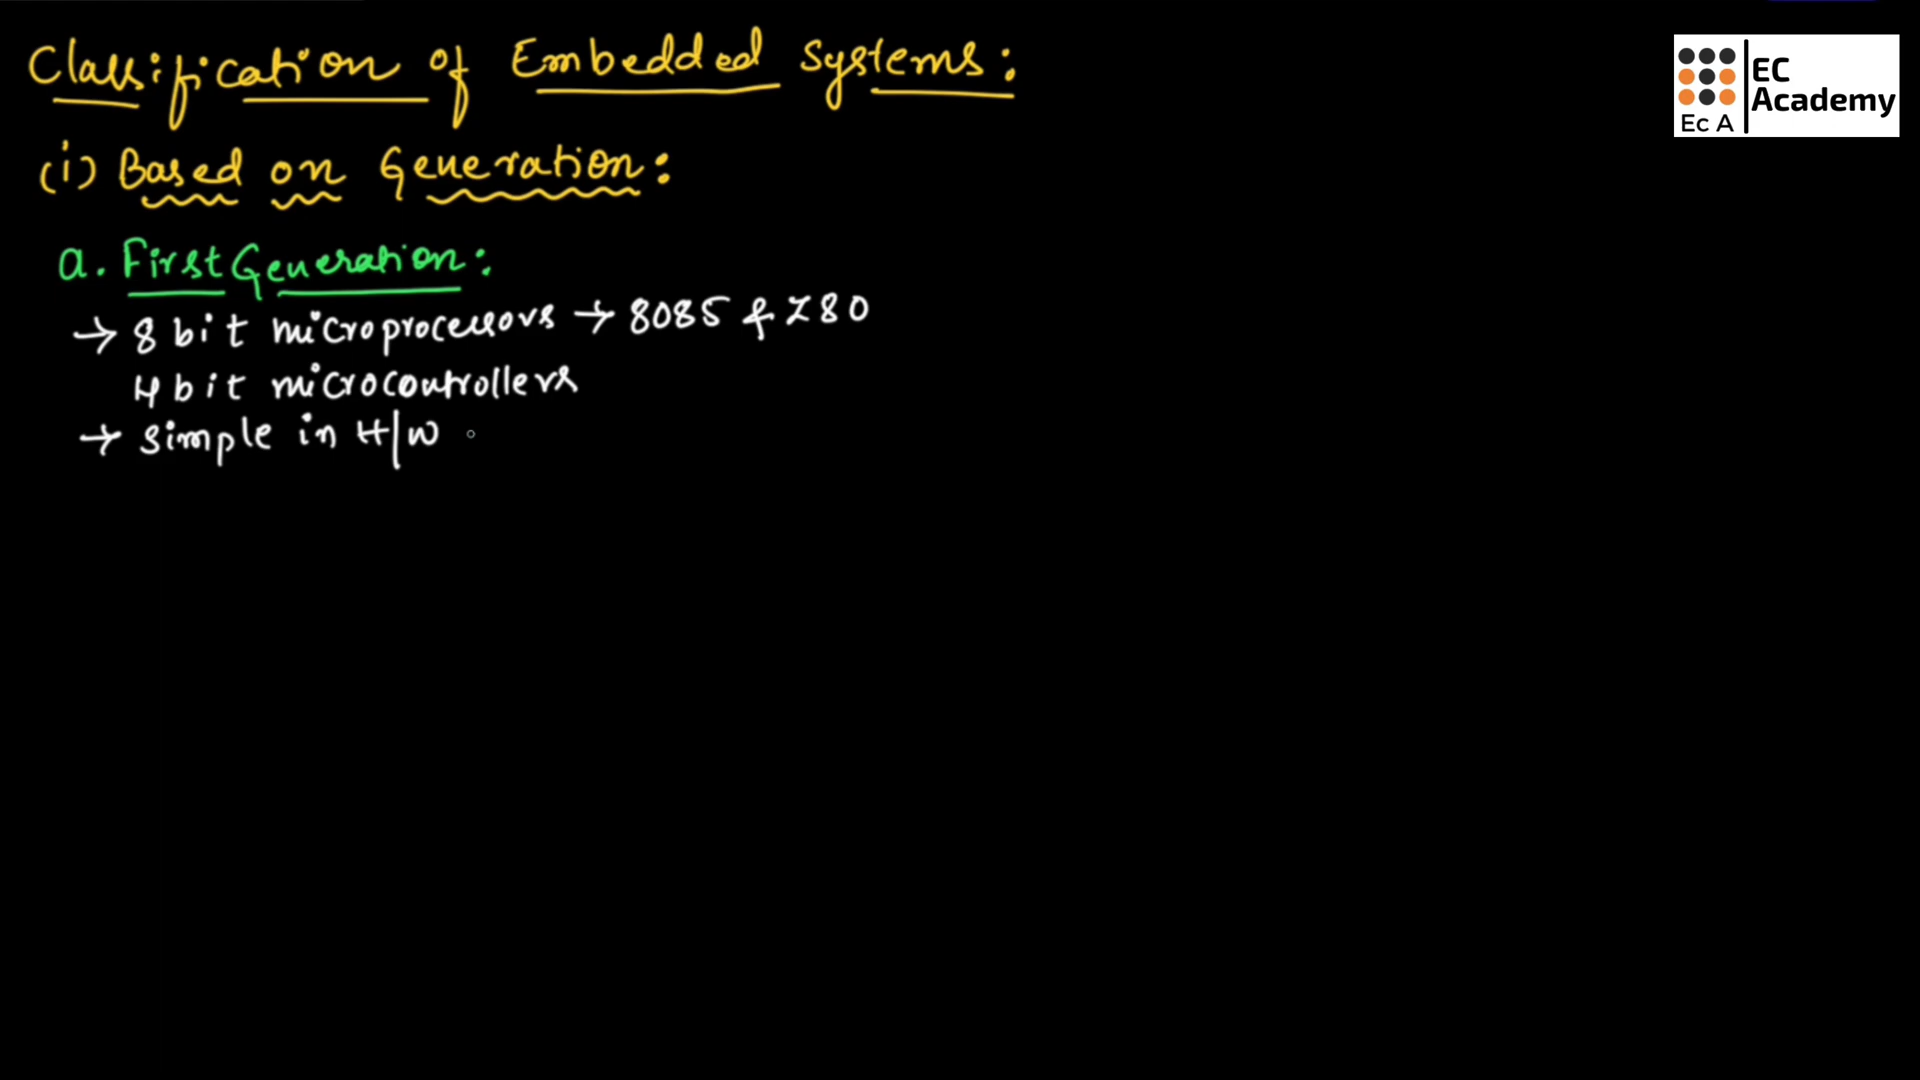 Classification of Embedded Systems:
EC
Academy
Ec A
(i) Based on Generation:
a. First Generation:
→ 8 bit microprocessors → 8085 & Z80
4 bit microcontrollers
→ simple in H/W